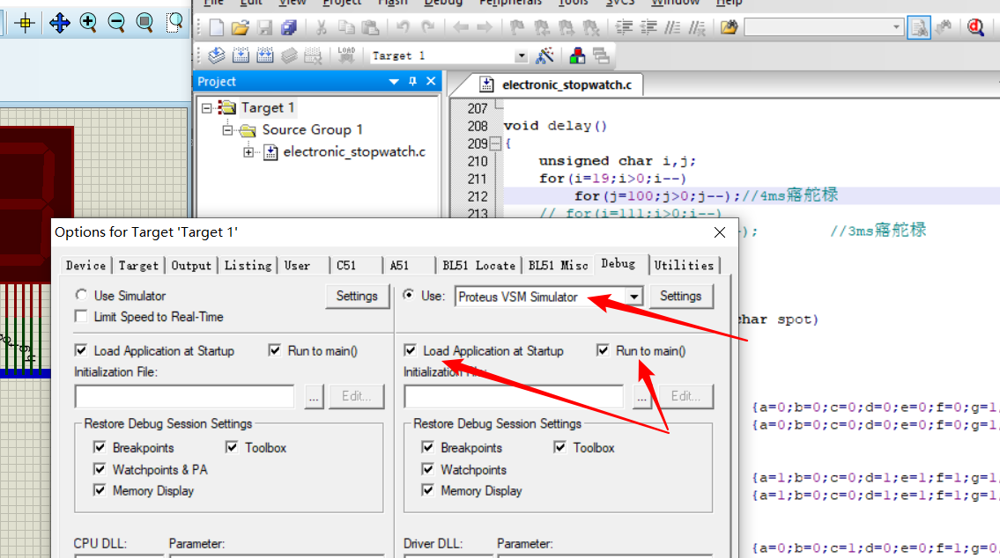 File Edit View Project Flash Debug Peripherals Tools SVCS Window Help
LOAD Target 1
Project
electronic_stopwatch.c
Target 1
Source Group 1
electronic_stopwatch.c
207
208 void delay()
209 {
210 unsigned char i,j;
211 for(i=19;i>0;i--)
212 for(j=100;j>0;j--);//4ms寤舵椂
213 // for(i=111;i>0;i--)
); //3ms寤舵椂
char spot)
{a=0;b=0;c=0;d=0;e=0;f=0;g=1,
{a=0;b=0;c=0;d=0;e=0;f=0;g=1,
{a=1;b=0;c=0;d=1;e=1;f=1;g=1,
{a=1;b=0;c=0;d=1;e=1;f=1;g=1,
{a=0;b=0;c=1;d=0;e=0;f=1;g=0,
Options for Target 'Target 1'
Device Target Output Listing User C51 A51 BL51 Locate BL51 Misc Debug Utilities
Use Simulator Settings Use: Proteus VSM Simulator Settings
Limit Speed to Real-Time
Load Application at Startup Run to main() Load Application at Startup Run to main()
Initialization File: Initialization File:
... Edit... ... Edit...
Restore Debug Session Settings Restore Debug Session Settings
Breakpoints Toolbox Breakpoints Toolbox
Watchpoints & PA Watchpoints
Memory Display Memory Display
CPU DLL: Parameter: Driver DLL: Parameter: